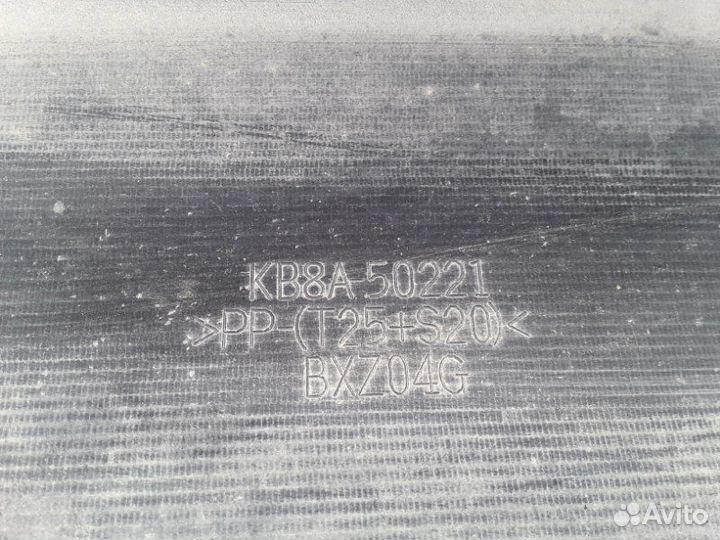 KB8A 50221
>PP-(T25+S20)<
BXZ04G
Avito